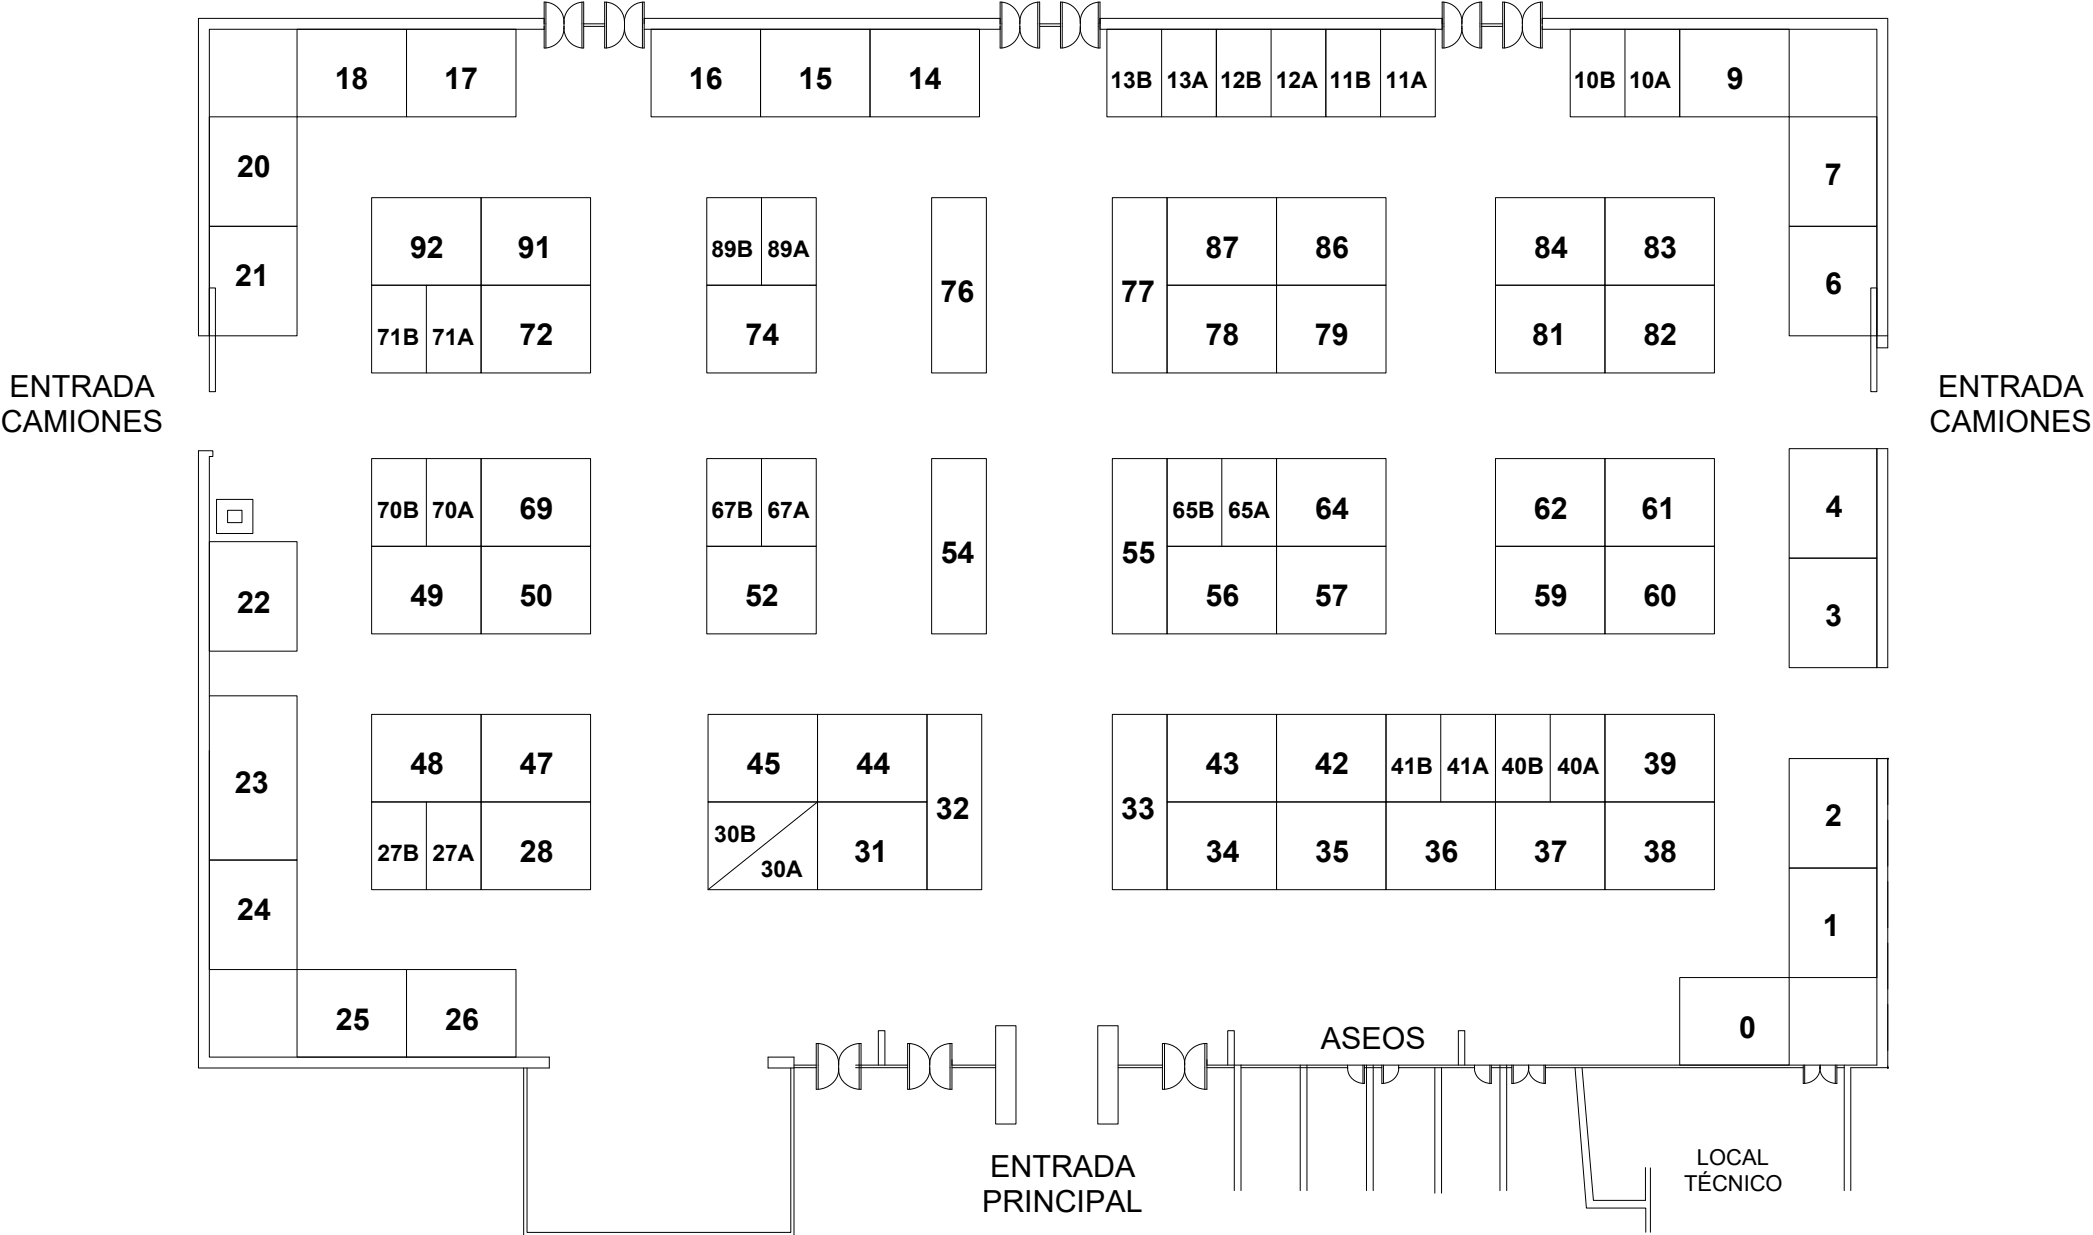 18 17 16 15 14 13B 13A 12B 12A 11B 11A 10B 10A 9
20 7
92 91 89B 89A 87 86 84 83
21 76 77 6
71B 71A 72 74 78 79 81 82
ENTRADA
CAMIONES
ENTRADA
CAMIONES
70B 70A 69 67B 67A 65B 65A 64 62 61 4
54 55
22 49 50 52 56 57 59 60 3
48 47 45 44 43 42 41B 41A 40B 40A 39
23 32 33 2
27B 27A 28 30B 30A 31 34 35 36 37 38
24 1
25 26 0
ASEOS
ENTRADA
PRINCIPAL
LOCAL
TÉCNICO